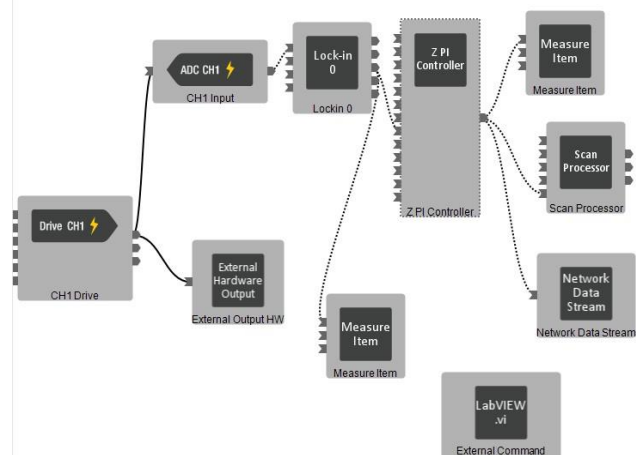 ADC CH1
CH1 Input
Lock-in
0
Lockin 0
Z PI
Controller
Z PI Controller
Measure
Item
Measure Item
Scan
Processor
Scan Processor
Drive CH1
CH1 Drive
External
Hardware
Output
External Output HW
Measure
Item
Measure Item
Network
Data
Stream
Network Data Stream
LabVIEW
.vi
External Command